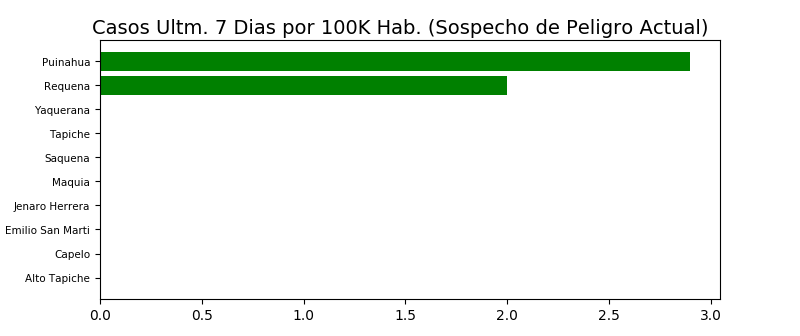 Casos Ultm. 7 Dias por 100K Hab. (Sospecho de Peligro Actual)
Puinahua
Requena
Yaquerana
Tapiche
Saquena
Maquia
Jenaro Herrera
Emilio San Marti
Capelo
Alto Tapiche
0.0 0.5 1.0 1.5 2.0 2.5 3.0